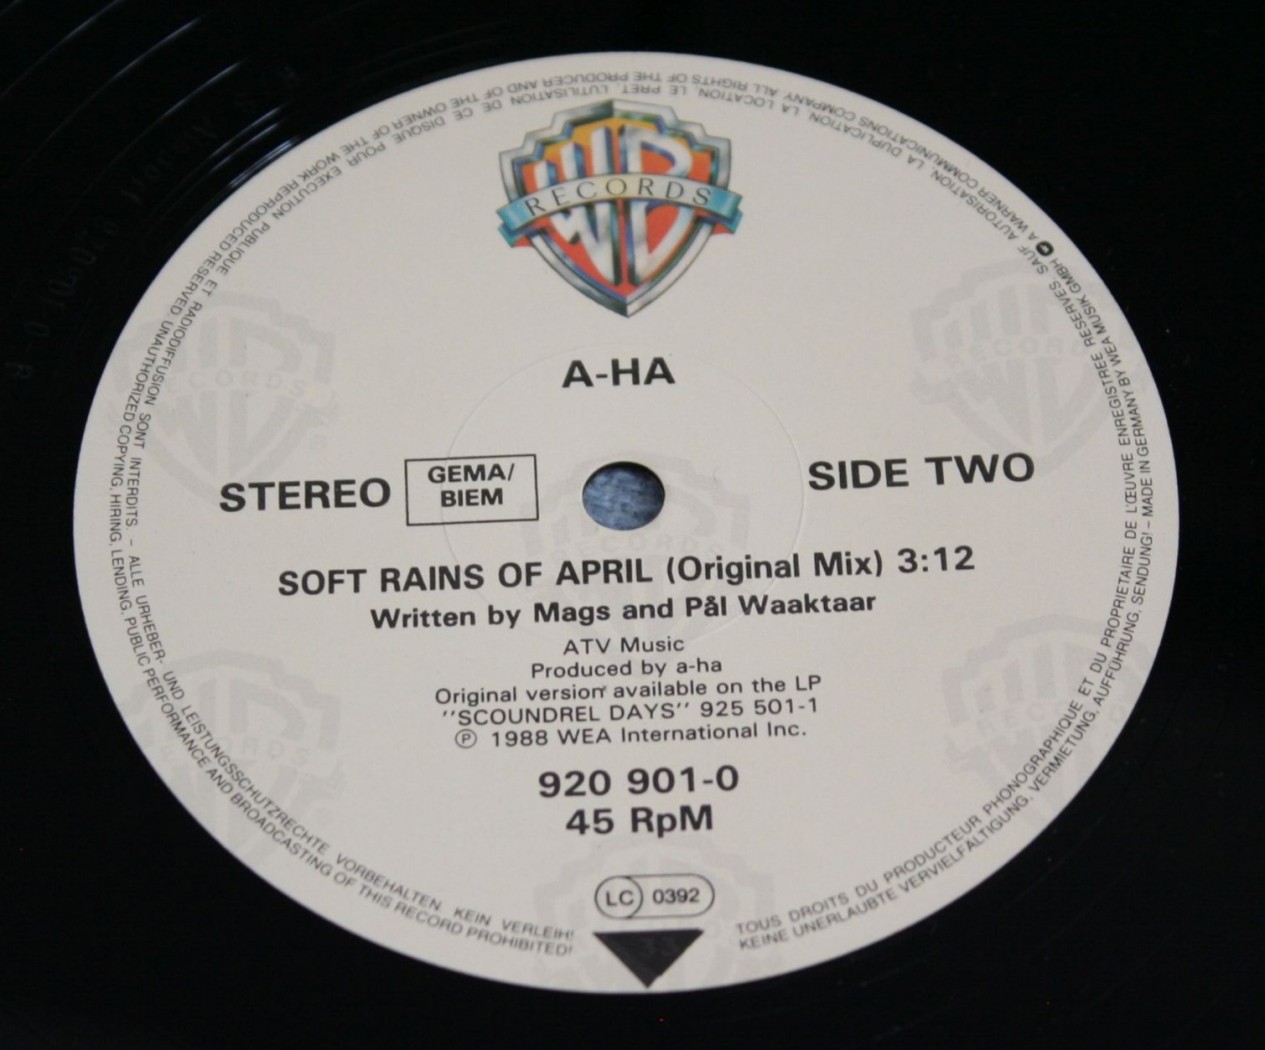 WB
RECORDS
A-HA
STEREO
GEMA/
BIEM
SIDE TWO
SOFT RAINS OF APRIL (Original Mix) 3:12
Written by Mags and Pål Waaktaar
ATV Music
Produced by a-ha
Original version available on the LP
"SCOUNDREL DAYS" 925 501-1
℗ 1988 WEA International Inc.
920 901-0
45 RpM
LC 0392
TOUS DROITS DU PRODUCTEUR PHONOGRAPHIQUE ET DU PROPRIETAIRE DE L'ŒUVRE ENREGISTREE RESERVES. SAUF AUTORISATION, LA DUPLICATION, LA LOCATION, LE PRET, L'UTILISATION DE CE DISQUE POUR EXECUTION PUBLIQUE ET RADIODIFFUSION SONT INTERDITS. – ALLE URHEBER- UND LEISTUNGSSCHUTZRECHTE VORBEHALTEN. KEIN VERLEIH!
KEINE UNERLAUBTE VERVIELFÄLTIGUNG, VERMIETUNG, AUFFÜHRUNG, SENDUNG! – MADE IN GERMANY BY WEA MUSIK GMBH A WARNER COMMUNICATIONS COMPANY ALL RIGHTS OF THE PRODUCER AND OF THE OWNER OF THE WORK REPRODUCED RESERVED. UNAUTHORIZED COPYING, HIRING, LENDING, PUBLIC PERFORMANCE AND BROADCASTING OF THIS RECORD PROHIBITED!